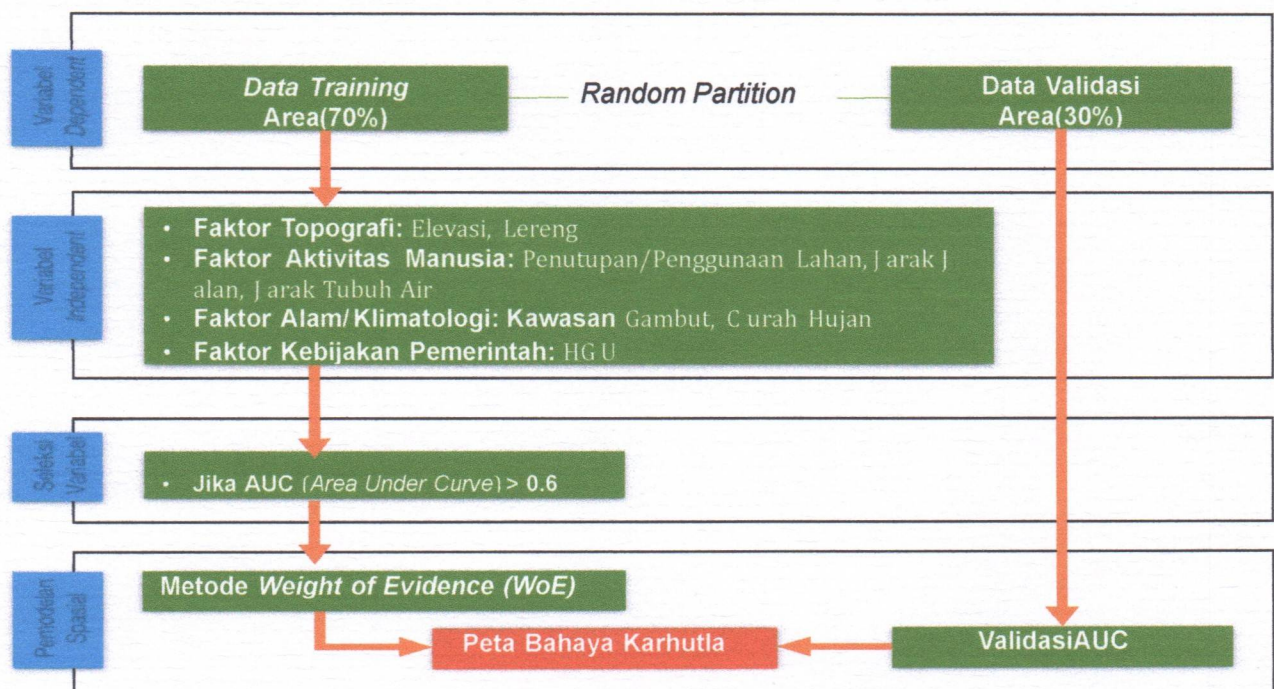 Variabel
Dependent
Data Training
Area(70%)
Random Partition
Data Validasi
Area(30%)
Variabel
Independent
• Faktor Topografi: Elevasi, Lereng
• Faktor Aktivitas Manusia: Penutupan/Penggunaan Lahan, Jarak J
alan, Jarak Tubuh Air
• Faktor Alam/Klimatologi: Kawasan Gambut, Curah Hujan
• Faktor Kebijakan Pemerintah: HGU
Seleksi
Variabel
• Jika AUC (Area Under Curve) > 0.6
Pemodelan
Spasial
Metode Weight of Evidence (WoE)
Peta Bahaya Karhutla
ValidasiAUC